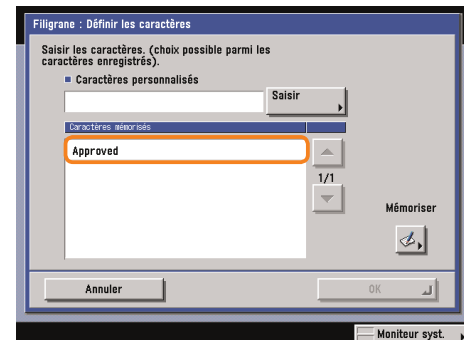 Filigrane : Définir les caractères
Saisir les caractères. (choix possible parmi les
caractères enregistrés).
Caractères personnalisés
Saisir
Caractères mémorisés
Approved
1/1
Mémoriser
Annuler
OK
Moniteur syst.